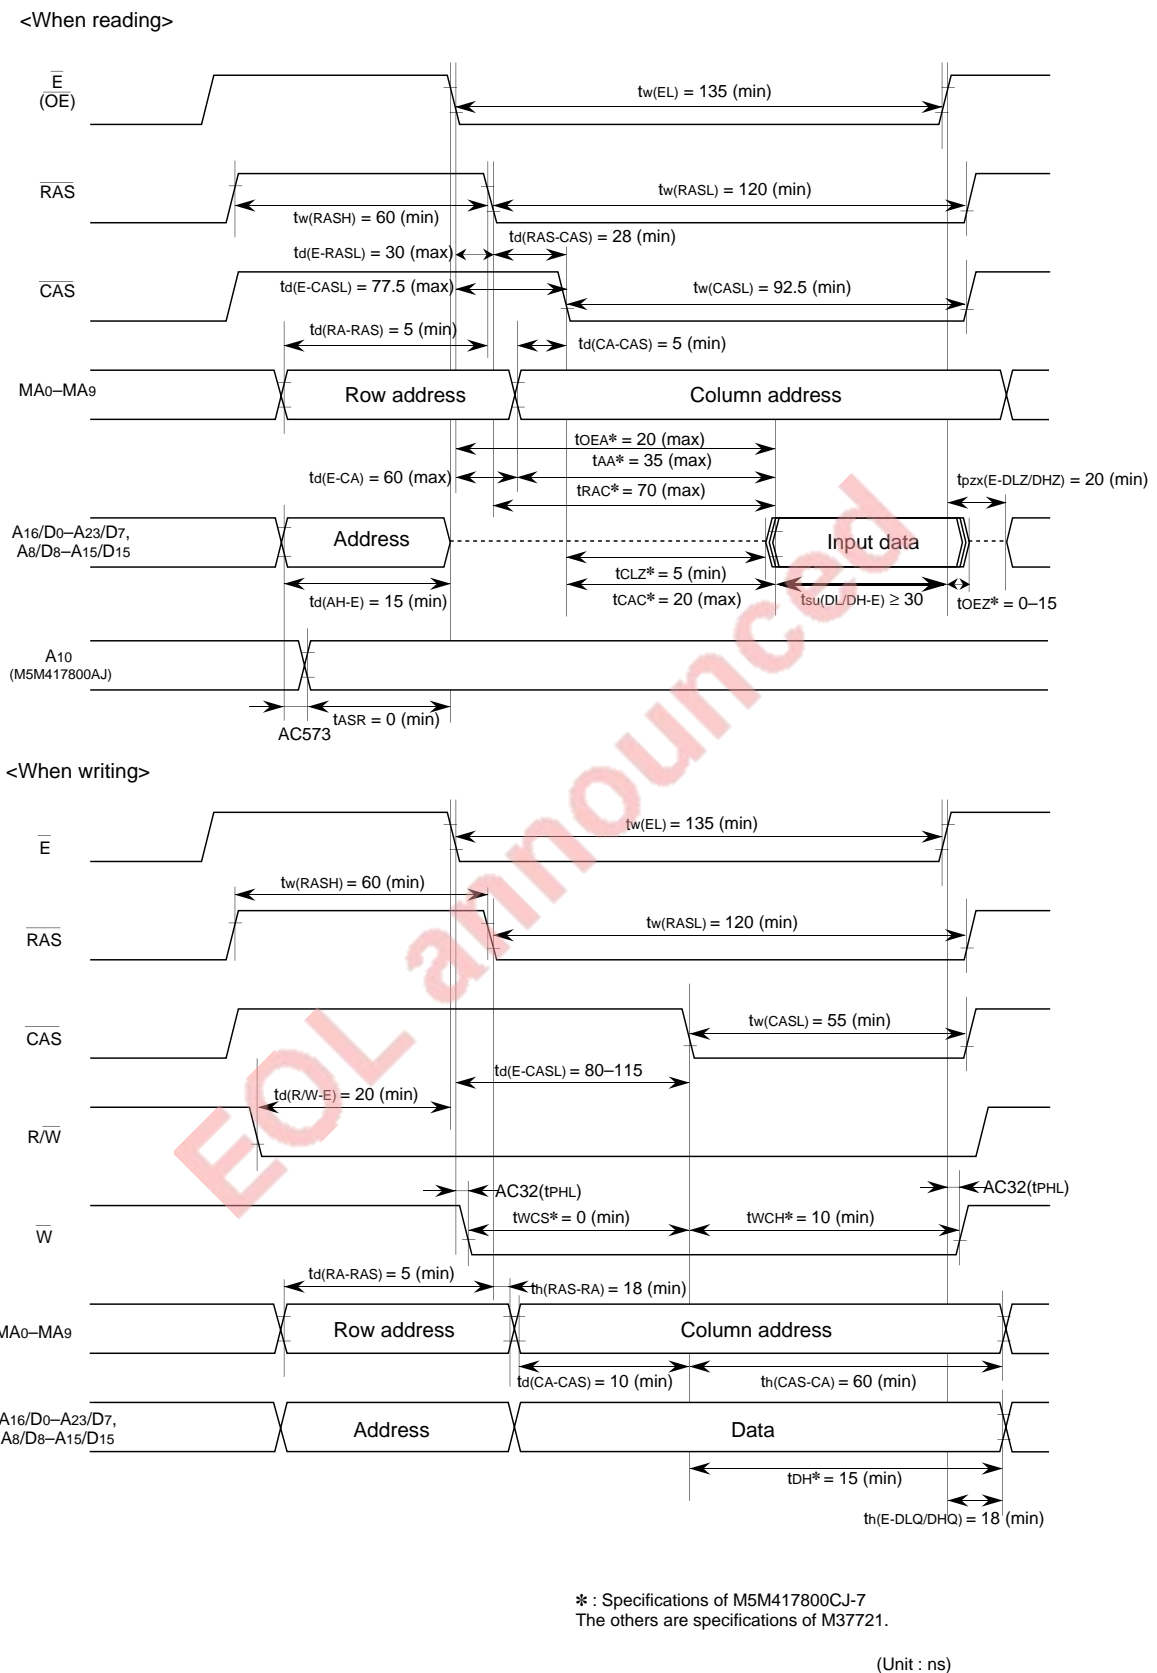 <When reading>
E
(OE)
tw(EL) = 135 (min)
RAS
tw(RASL) = 120 (min)
tw(RASH) = 60 (min)
td(RAS-CAS) = 28 (min)
td(E-RASL) = 30 (max)
CAS
td(E-CASL) = 77.5 (max)
tw(CASL) = 92.5 (min)
td(RA-RAS) = 5 (min)
td(CA-CAS) = 5 (min)
MA0–MA9
Row address
Column address
tOEA* = 20 (max)
tAA* = 35 (max)
td(E-CA) = 60 (max)
tpzx(E-DLZ/DHZ) = 20 (min)
tRAC* = 70 (max)
A16/D0–A23/D7,
A8/D8–A15/D15
Address
Input data
tCLZ* = 5 (min)
td(AH-E) = 15 (min)
tCAC* = 20 (max)
tsu(DL/DH-E) ≥ 30
tOEZ* = 0–15
A10
(M5M417800AJ)
tASR = 0 (min)
AC573
<When writing>
E
tw(EL) = 135 (min)
tw(RASH) = 60 (min)
RAS
tw(RASL) = 120 (min)
CAS
tw(CASL) = 55 (min)
td(E-CASL) = 80–115
td(R/W-E) = 20 (min)
R/W
AC32(tPHL)
AC32(tPHL)
W
tWCS* = 0 (min)
tWCH* = 10 (min)
td(RA-RAS) = 5 (min)
th(RAS-RA) = 18 (min)
MA0–MA9
Row address
Column address
td(CA-CAS) = 10 (min)
th(CAS-CA) = 60 (min)
A16/D0–A23/D7,
A8/D8–A15/D15
Address
Data
tDH* = 15 (min)
th(E-DLQ/DHQ) = 18 (min)
* : Specifications of M5M417800CJ-7
The others are specifications of M37721.
(Unit : ns)
EOL announced